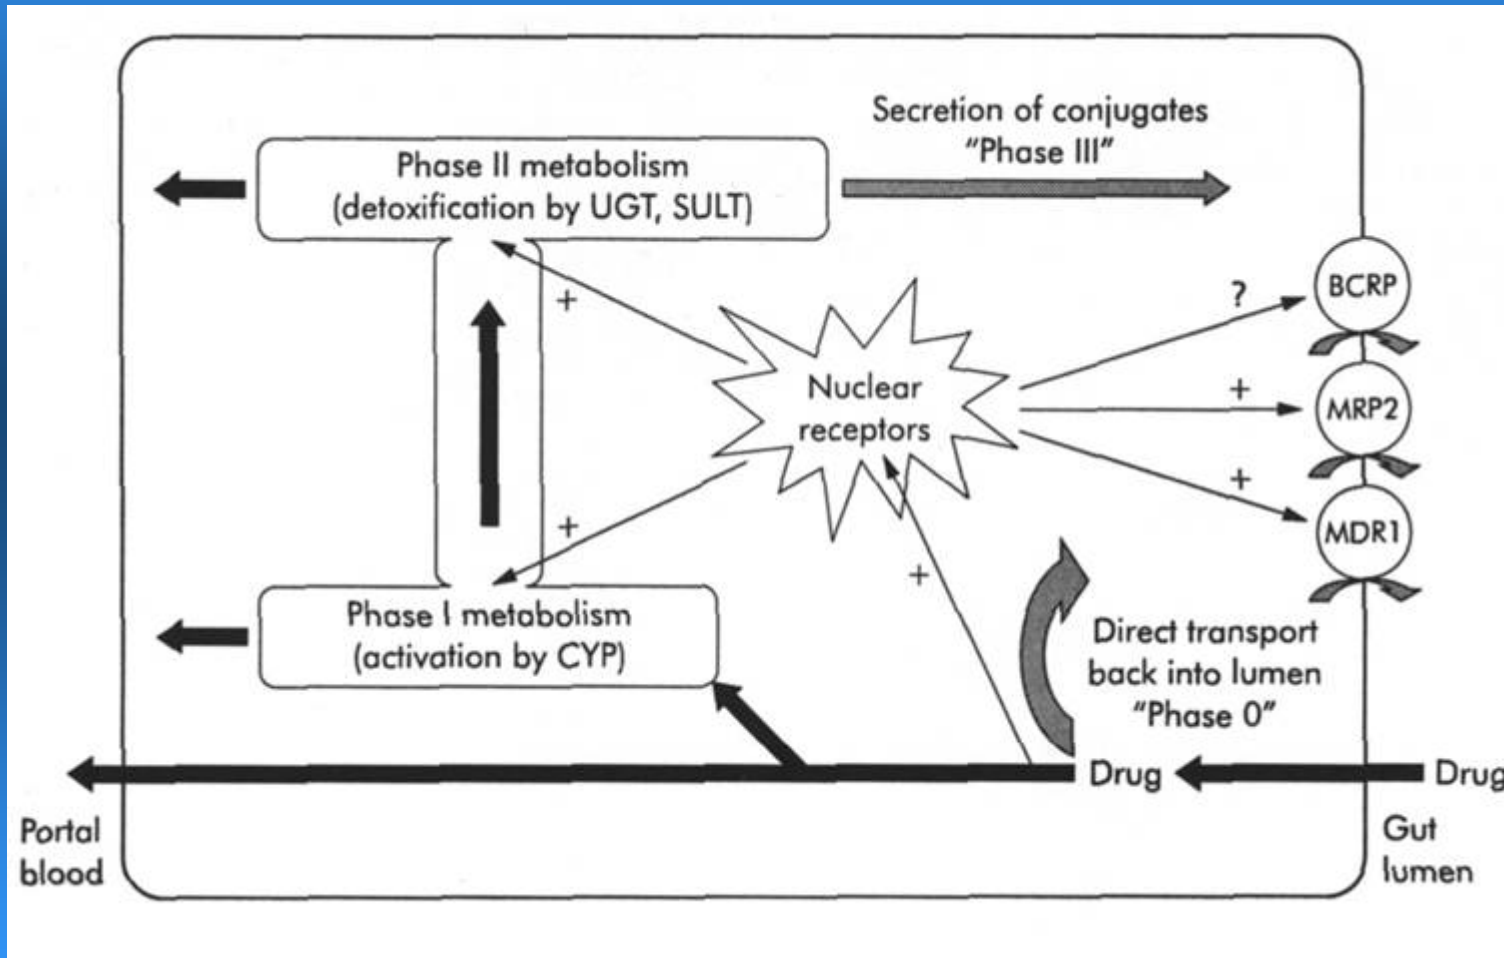 Secretion of conjugates
"Phase III"
Phase II metabolism
(detoxification by UGT, SULT)
+
?
BCRP
Nuclear
receptors
+
MRP2
+
MDR1
+
+
Phase I metabolism
(activation by CYP)
Direct transport
back into lumen
"Phase 0"
Drug
Drug
Portal
blood
Gut
lumen